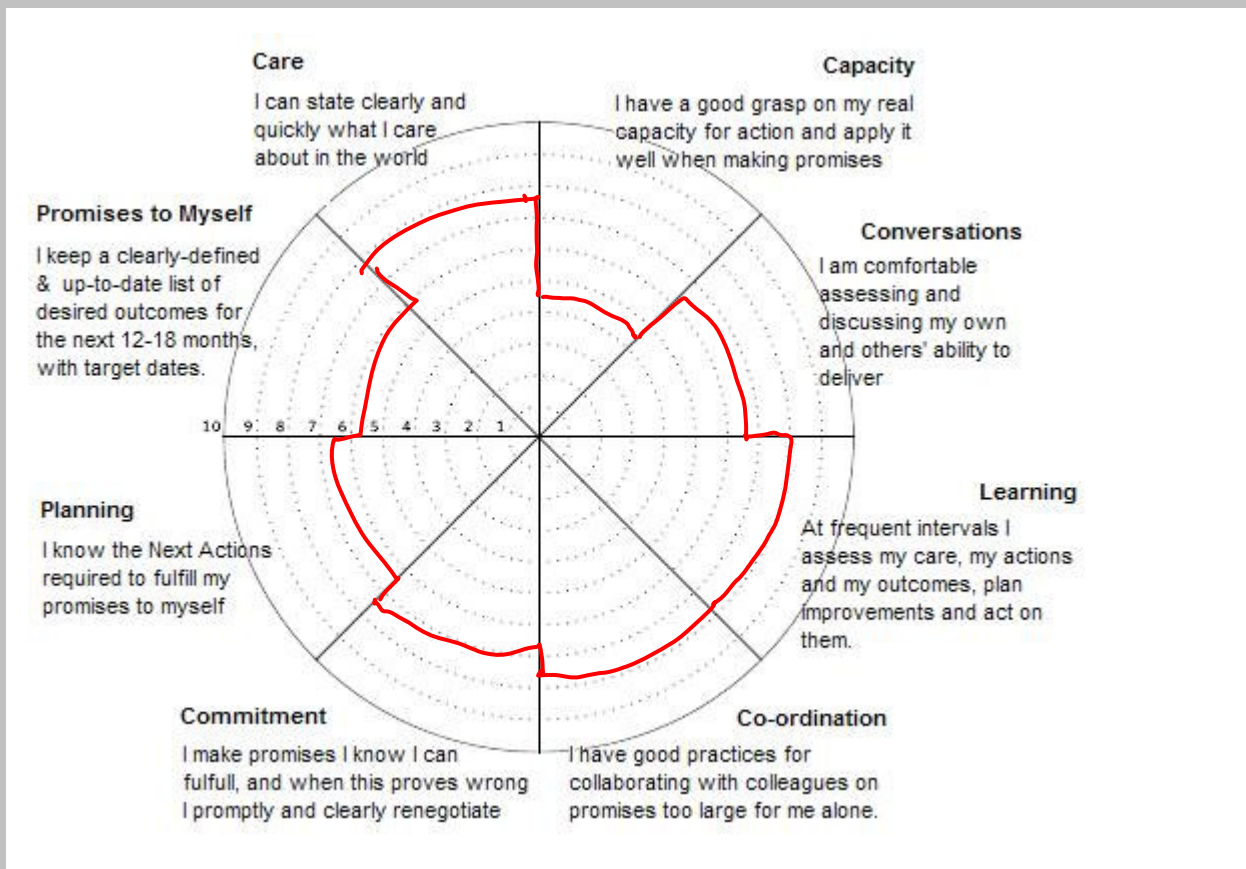 Care
I can state clearly and
quickly what I care
about in the world
Capacity
I have a good grasp on my real
capacity for action and apply it
well when making promises
Promises to Myself
I keep a clearly-defined
& up-to-date list of
desired outcomes for
the next 12-18 months,
with target dates.
Conversations
I am comfortable
assessing and
discussing my own
and others' ability to
deliver
10 9 8 7 6 5 4 3 2 1
Planning
I know the Next Actions
required to fulfill my
promises to myself
Learning
At frequent intervals I
assess my care, my actions
and my outcomes, plan
improvements and act on
them.
Commitment
I make promises I know I can
fulfull, and when this proves wrong
I promptly and clearly renegotiate
Co-ordination
I have good practices for
collaborating with colleagues on
promises too large for me alone.